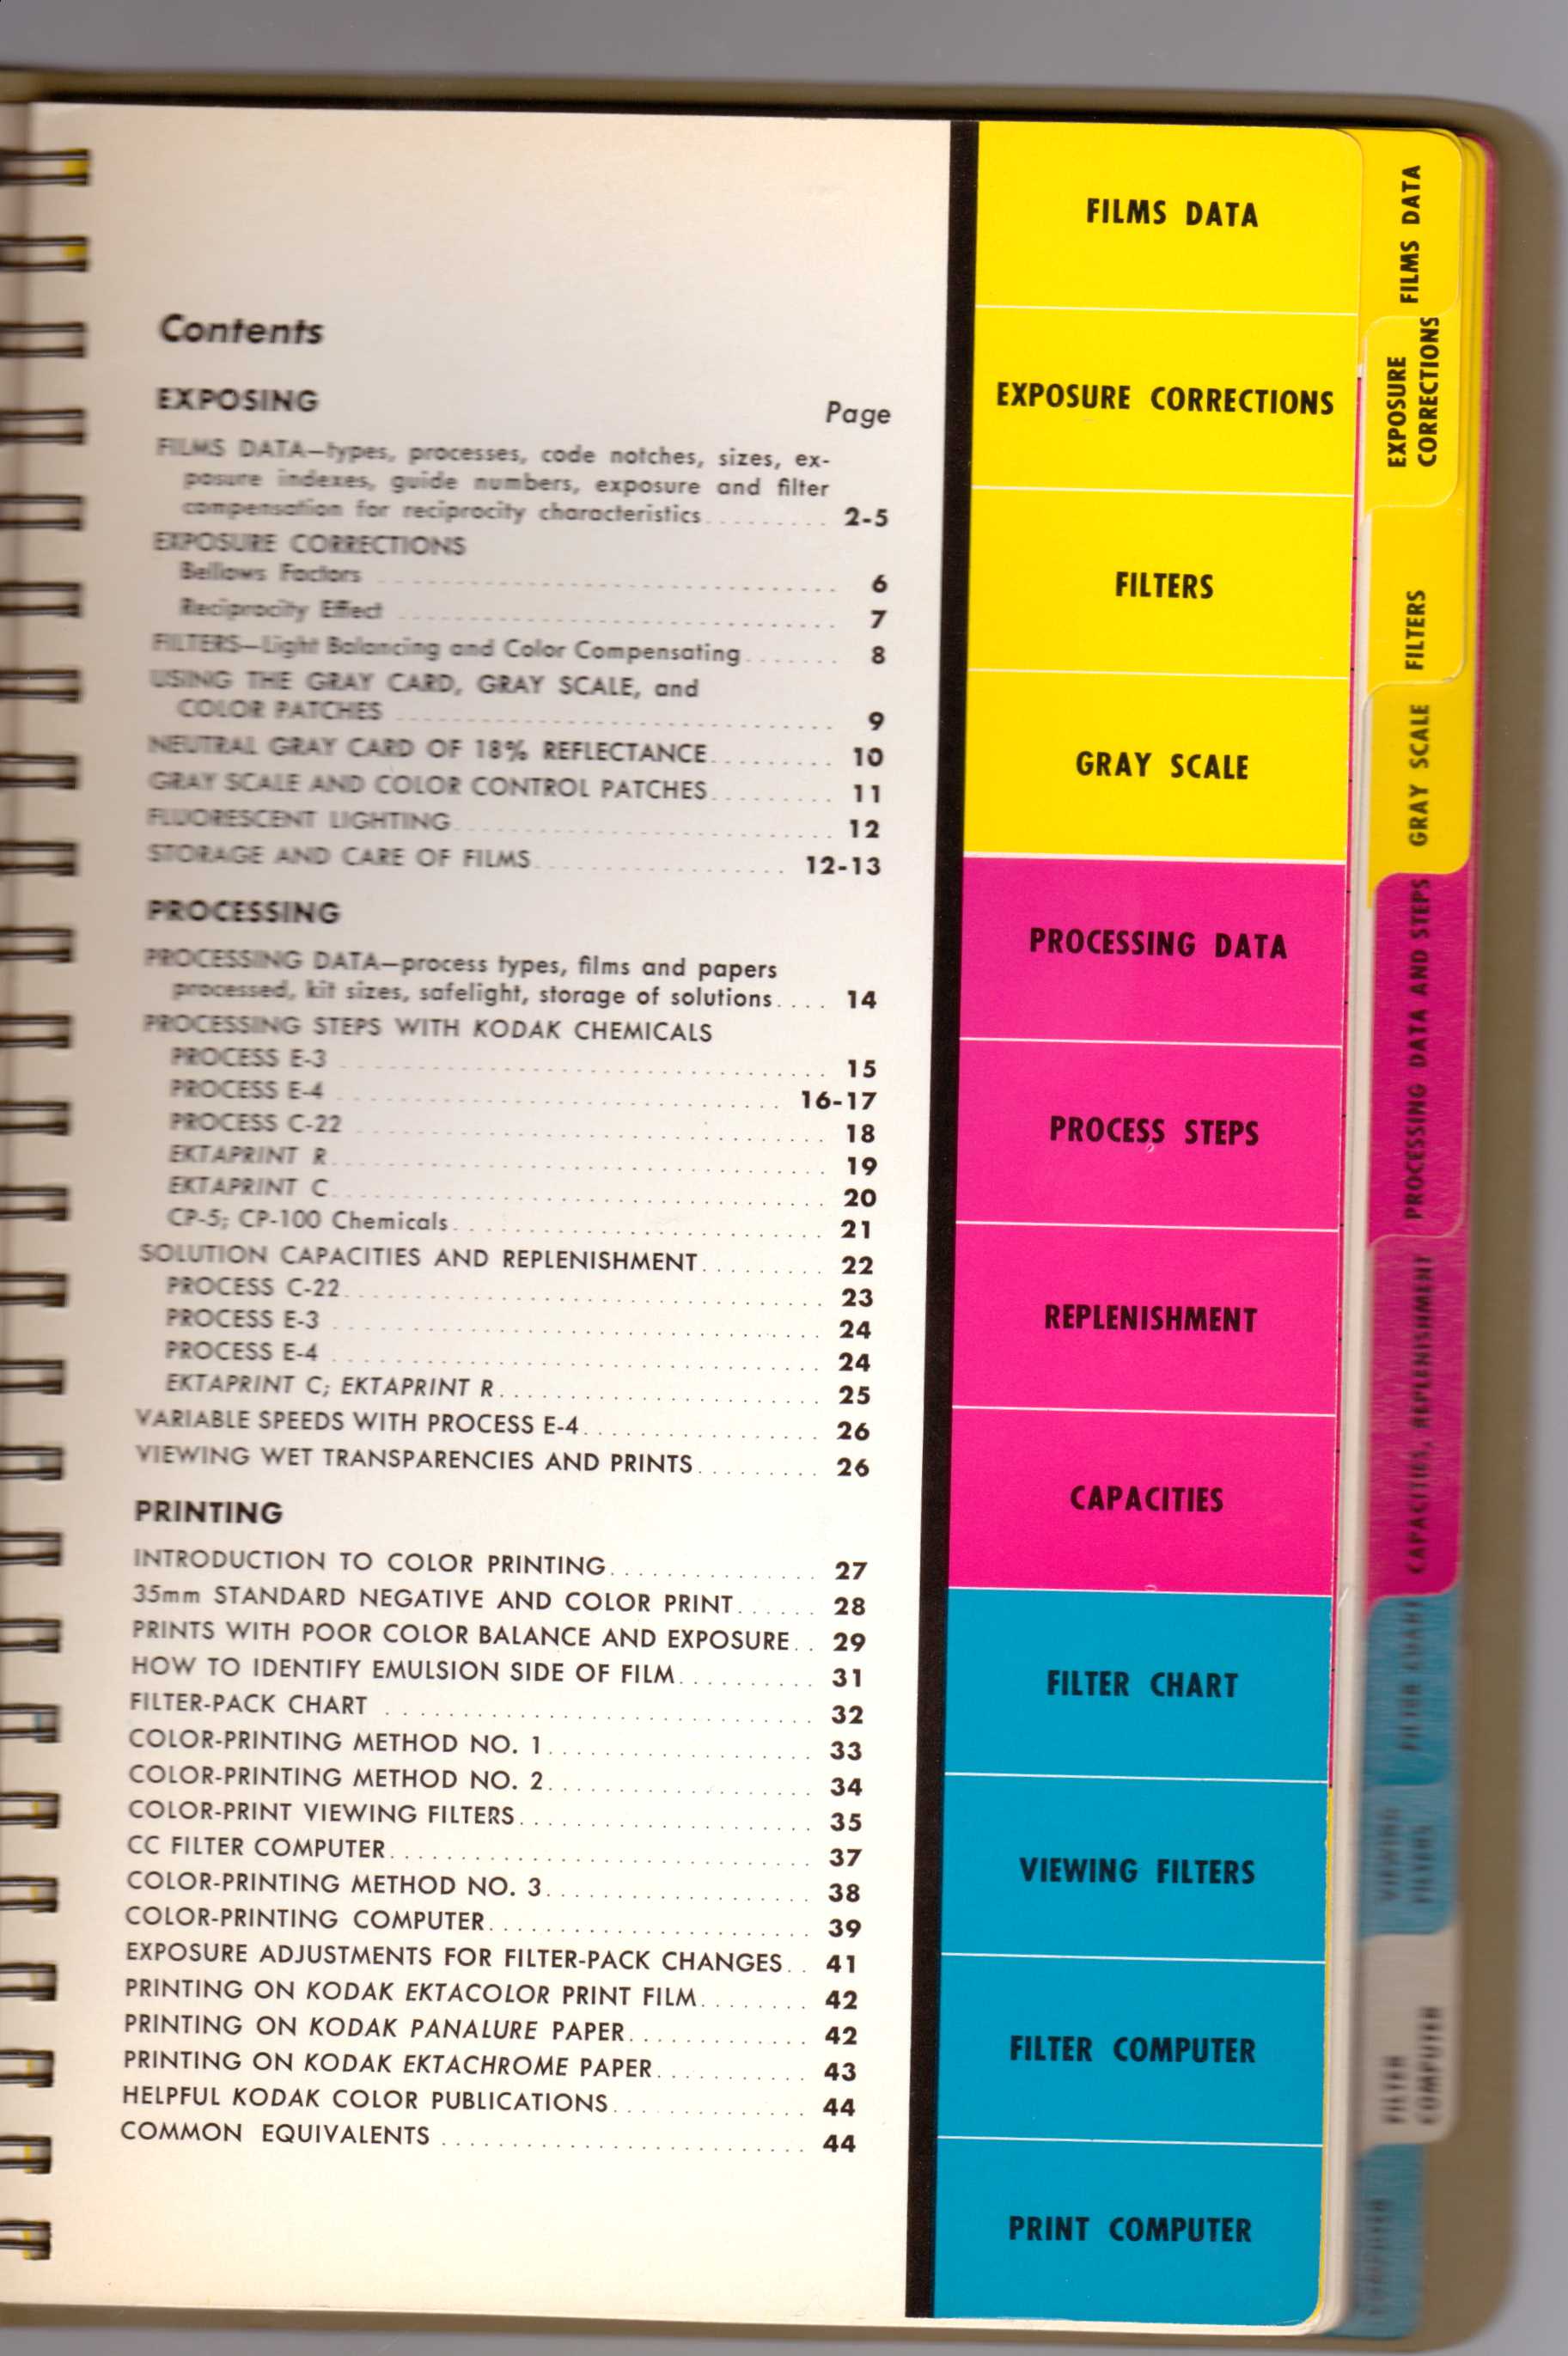 Contents
EXPOSING
Page
FILMS DATA—types, processes, code notches, sizes, ex-
posure indexes, guide numbers, exposure and filter
compensation for reciprocity characteristics......... 2-5
EXPOSURE CORRECTIONS
Bellows Factors ................................. 6
Reciprocity Effect ............................... 7
FILTERS—Light Balancing and Color Compensating....... 8
USING THE GRAY CARD, GRAY SCALE, and
COLOR PATCHES ................................ 9
NEUTRAL GRAY CARD OF 18% REFLECTANCE......... 10
GRAY SCALE AND COLOR CONTROL PATCHES......... 11
FLUORESCENT LIGHTING........................... 12
STORAGE AND CARE OF FILMS.................. 12-13
PROCESSING
PROCESSING DATA—process types, films and papers
processed, kit sizes, safelight, storage of solutions.... 14
PROCESSING STEPS WITH KODAK CHEMICALS
PROCESS E-3 ................................... 15
PROCESS E-4 ................................ 16-17
PROCESS C-22 .................................. 18
EKTAPRINT R................................... 19
EKTAPRINT C................................... 20
CP-5; CP-100 Chemicals.......................... 21
SOLUTION CAPACITIES AND REPLENISHMENT......... 22
PROCESS C-22.................................. 23
PROCESS E-3 ................................... 24
PROCESS E-4 ................................... 24
EKTAPRINT C; EKTAPRINT R....................... 25
VARIABLE SPEEDS WITH PROCESS E-4................. 26
VIEWING WET TRANSPARENCIES AND PRINTS......... 26
PRINTING
INTRODUCTION TO COLOR PRINTING............... 27
35mm STANDARD NEGATIVE AND COLOR PRINT...... 28
PRINTS WITH POOR COLOR BALANCE AND EXPOSURE.. 29
HOW TO IDENTIFY EMULSION SIDE OF FILM.......... 31
FILTER-PACK CHART .............................. 32
COLOR-PRINTING METHOD NO. 1................... 33
COLOR-PRINTING METHOD NO. 2................... 34
COLOR-PRINT VIEWING FILTERS..................... 35
CC FILTER COMPUTER.............................. 37
COLOR-PRINTING METHOD NO. 3................... 38
COLOR-PRINTING COMPUTER....................... 39
EXPOSURE ADJUSTMENTS FOR FILTER-PACK CHANGES.. 41
PRINTING ON KODAK EKTACOLOR PRINT FILM........ 42
PRINTING ON KODAK PANALURE PAPER............. 42
PRINTING ON KODAK EKTACHROME PAPER........... 43
HELPFUL KODAK COLOR PUBLICATIONS.............. 44
COMMON EQUIVALENTS .......................... 44
FILMS DATA
EXPOSURE CORRECTIONS
FILTERS
GRAY SCALE
PROCESSING DATA
PROCESS STEPS
REPLENISHMENT
CAPACITIES
FILTER CHART
VIEWING FILTERS
FILTER COMPUTER
PRINT COMPUTER
FILMS DATA
EXPOSURE
CORRECTIONS
FILTERS
GRAY SCALE
PROCESSING DATA AND STEPS
CAPACITIES, REPLENISHMENT
FILTER CHART
VIEWING
FILTERS
FILTER
COMPUTER
COMPUTER